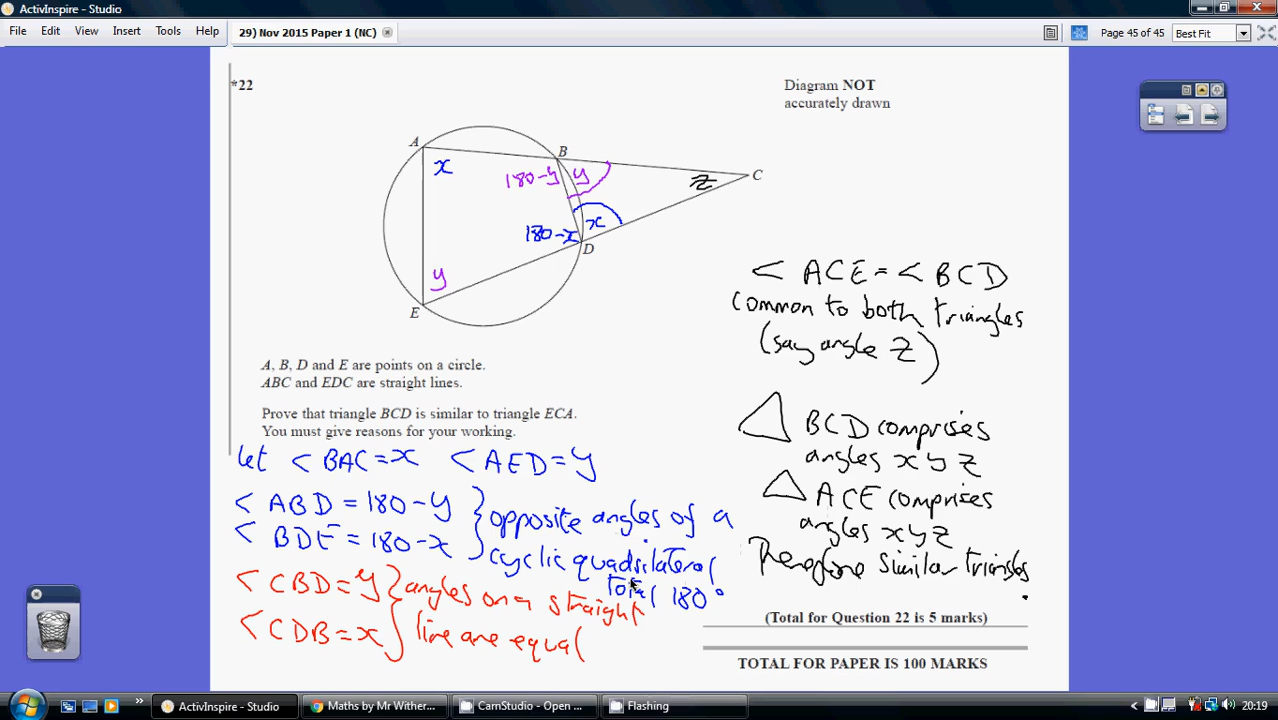 ActivInspire - Studio
File Edit View Insert Tools Help
29) Nov 2015 Paper 1 (NC)
Page 45 of 45
Best Fit
*22
Diagram NOT
accurately drawn
A
B
C
x
180-y
y
z
180-x
x
D
y
E
A, B, D and E are points on a circle.
ABC and EDC are straight lines.
Prove that triangle BCD is similar to triangle ECA.
You must give reasons for your working.
let < BAC = x < AED = y
< ABD = 180 - y
< BDE = 180 - x
opposite angles of a
cyclic quadrilateral
total 180°
< CBD = y
< CDB = x
angles on a straight
line are equal
< ACE = < BCD
common to both triangles
(say angle z)
△ BCD comprises
angles x y z
△ ACE comprises
angles x y z
Therefore similar triangles.
(Total for Question 22 is 5 marks)
TOTAL FOR PAPER IS 100 MARKS
ActivInspire - Studio
Maths by Mr Wither...
CamStudio - Open ...
Flashing
20:19